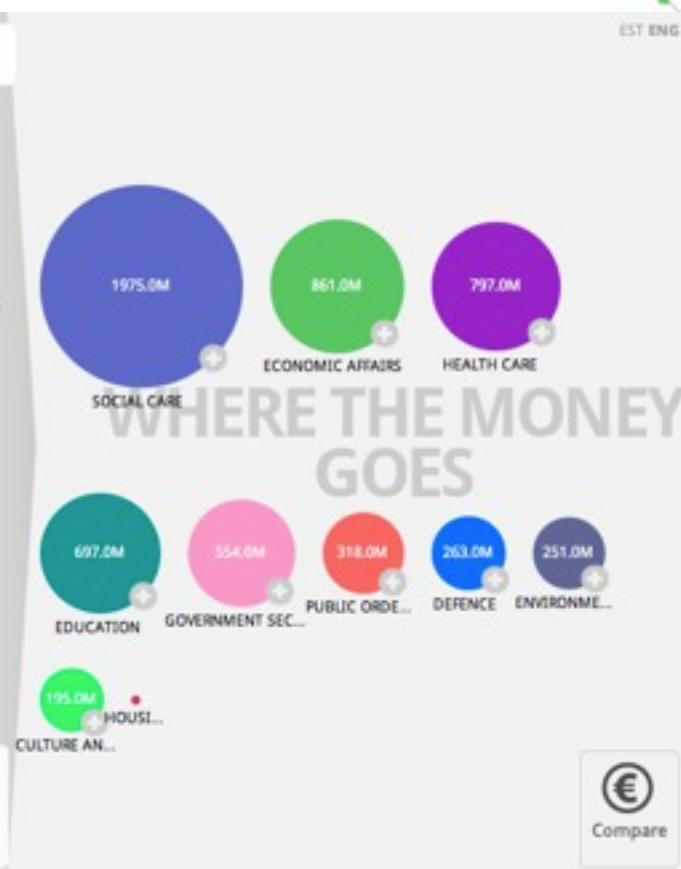 EST ENG
1975.0M
861.0M
797.0M
ECONOMIC AFFAIRS
HEALTH CARE
SOCIAL CARE
WHERE THE MONEY
GOES
697.0M
554.0M
318.0M
263.0M
251.0M
EDUCATION
GOVERNMENT SEC...
PUBLIC ORDE...
DEFENCE
ENVIRONME...
195.0M
HOUSI...
CULTURE AN...
€
Compare